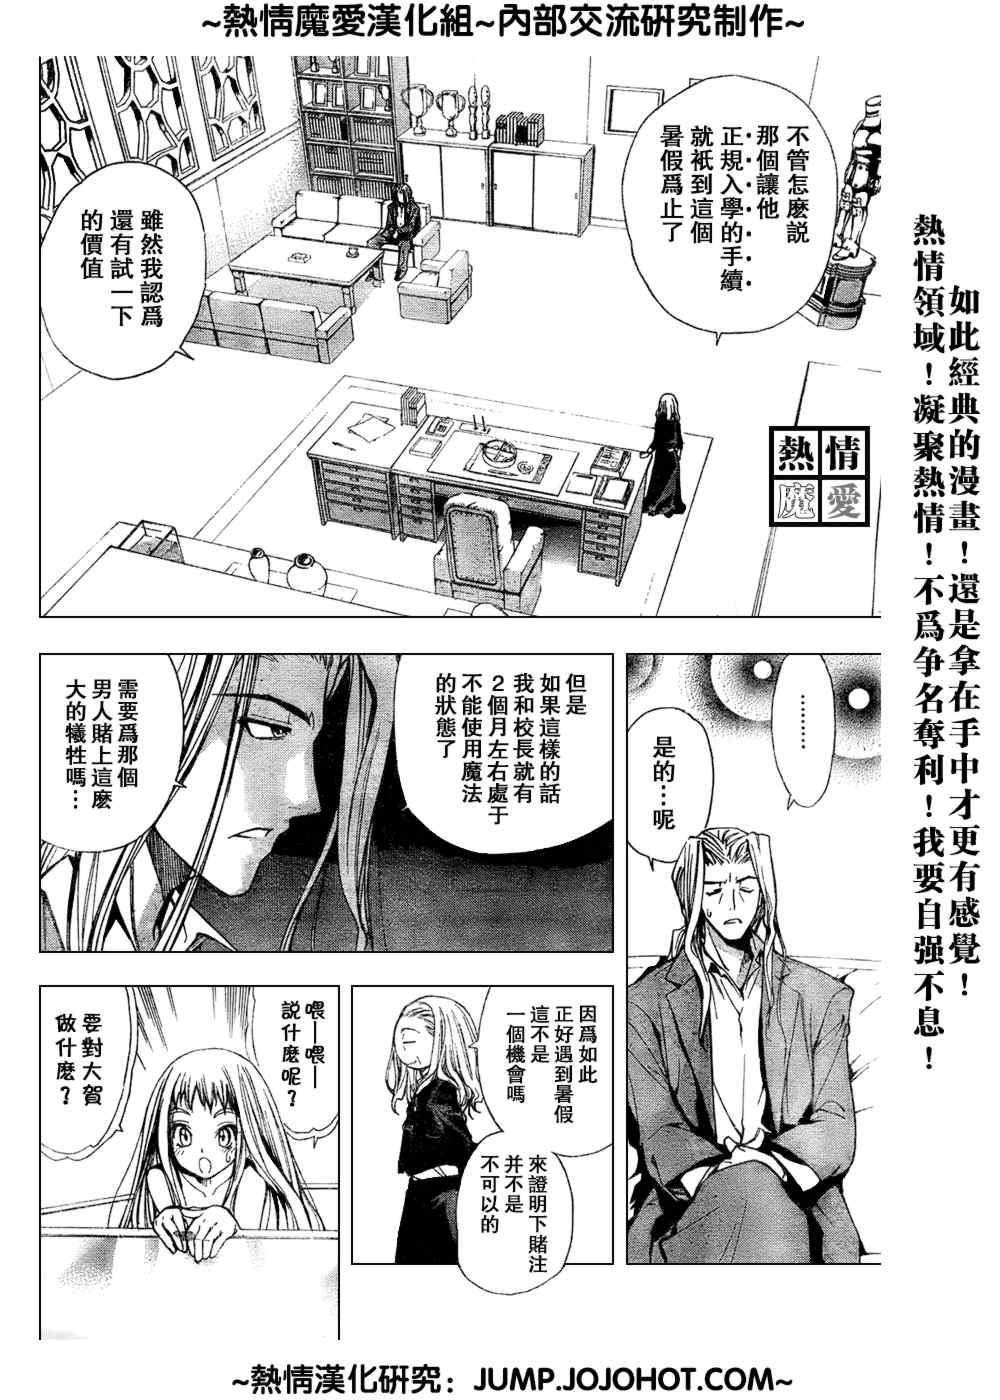 ~熱情魔愛漢化組~內部交流研究制作~
不管怎麽説
那個讓他
正規入學的手續
就衹到這個
暑假爲止了
雖然我認爲
還有試一下
的價值
熱情
魔愛
如此經典的漫畫！還是拿在手中才更有感覺！
熱情領域！凝聚熱情！不爲争名奪利！我要自强不息！
………
是的…呢
但是
如果這樣的話
我和校長就有
2個月左右處于
不能使用魔法
的狀態了
需要爲那個
男人賭上這麽
大的犧牲嗎…
因爲如此
正好遇到暑假
這不是
一個機會嗎
來證明下賭注
并不是
不可以的
喂—喂—
説什麽呢？
要對大賀
做什麽？
~熱情漢化研究：JUMP.JOJOHOT.COM~